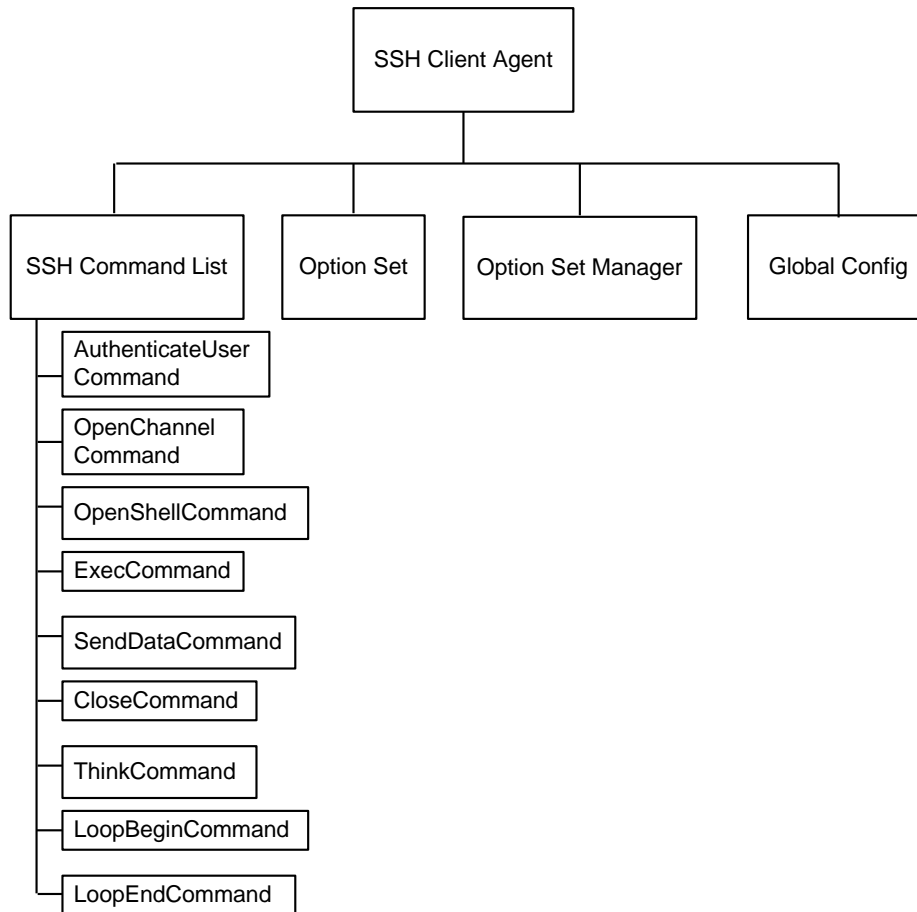 SSH Client Agent
SSH Command List
Option Set
Option Set Manager
Global Config
AuthenticateUser
Command
OpenChannel
Command
OpenShellCommand
ExecCommand
SendDataCommand
CloseCommand
ThinkCommand
LoopBeginCommand
LoopEndCommand